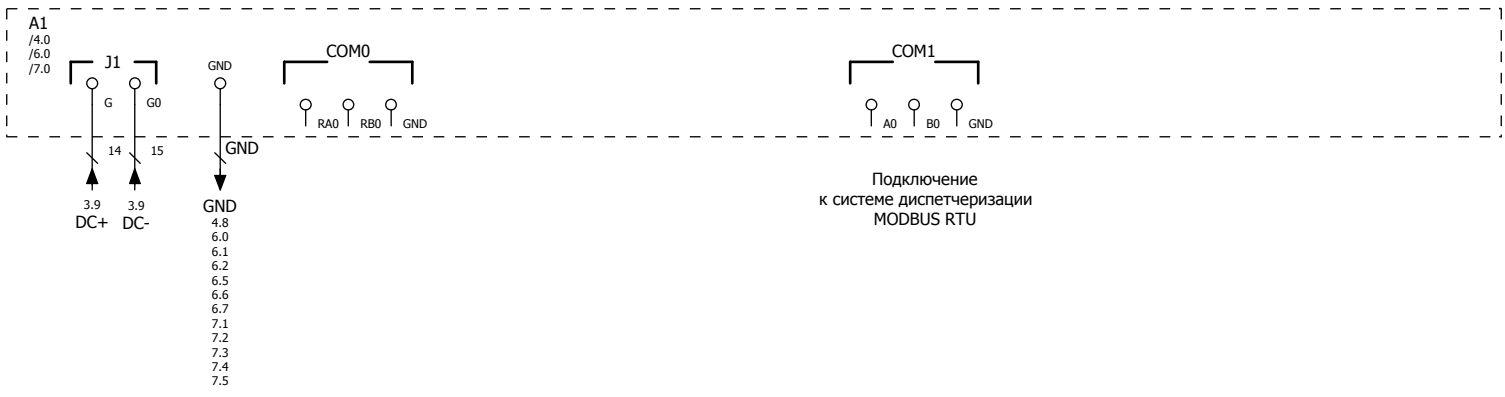 A1
/4.0
/6.0
/7.0
J1
GND
COM0
COM1
G
G0
RA0
RB0
GND
A0
B0
GND
14
15
GND
3.9
DC+
3.9
DC-
GND
4.8
6.0
6.1
6.2
6.5
6.6
6.7
7.1
7.2
7.3
7.4
7.5
Подключение
к системе диспетчеризации
MODBUS RTU